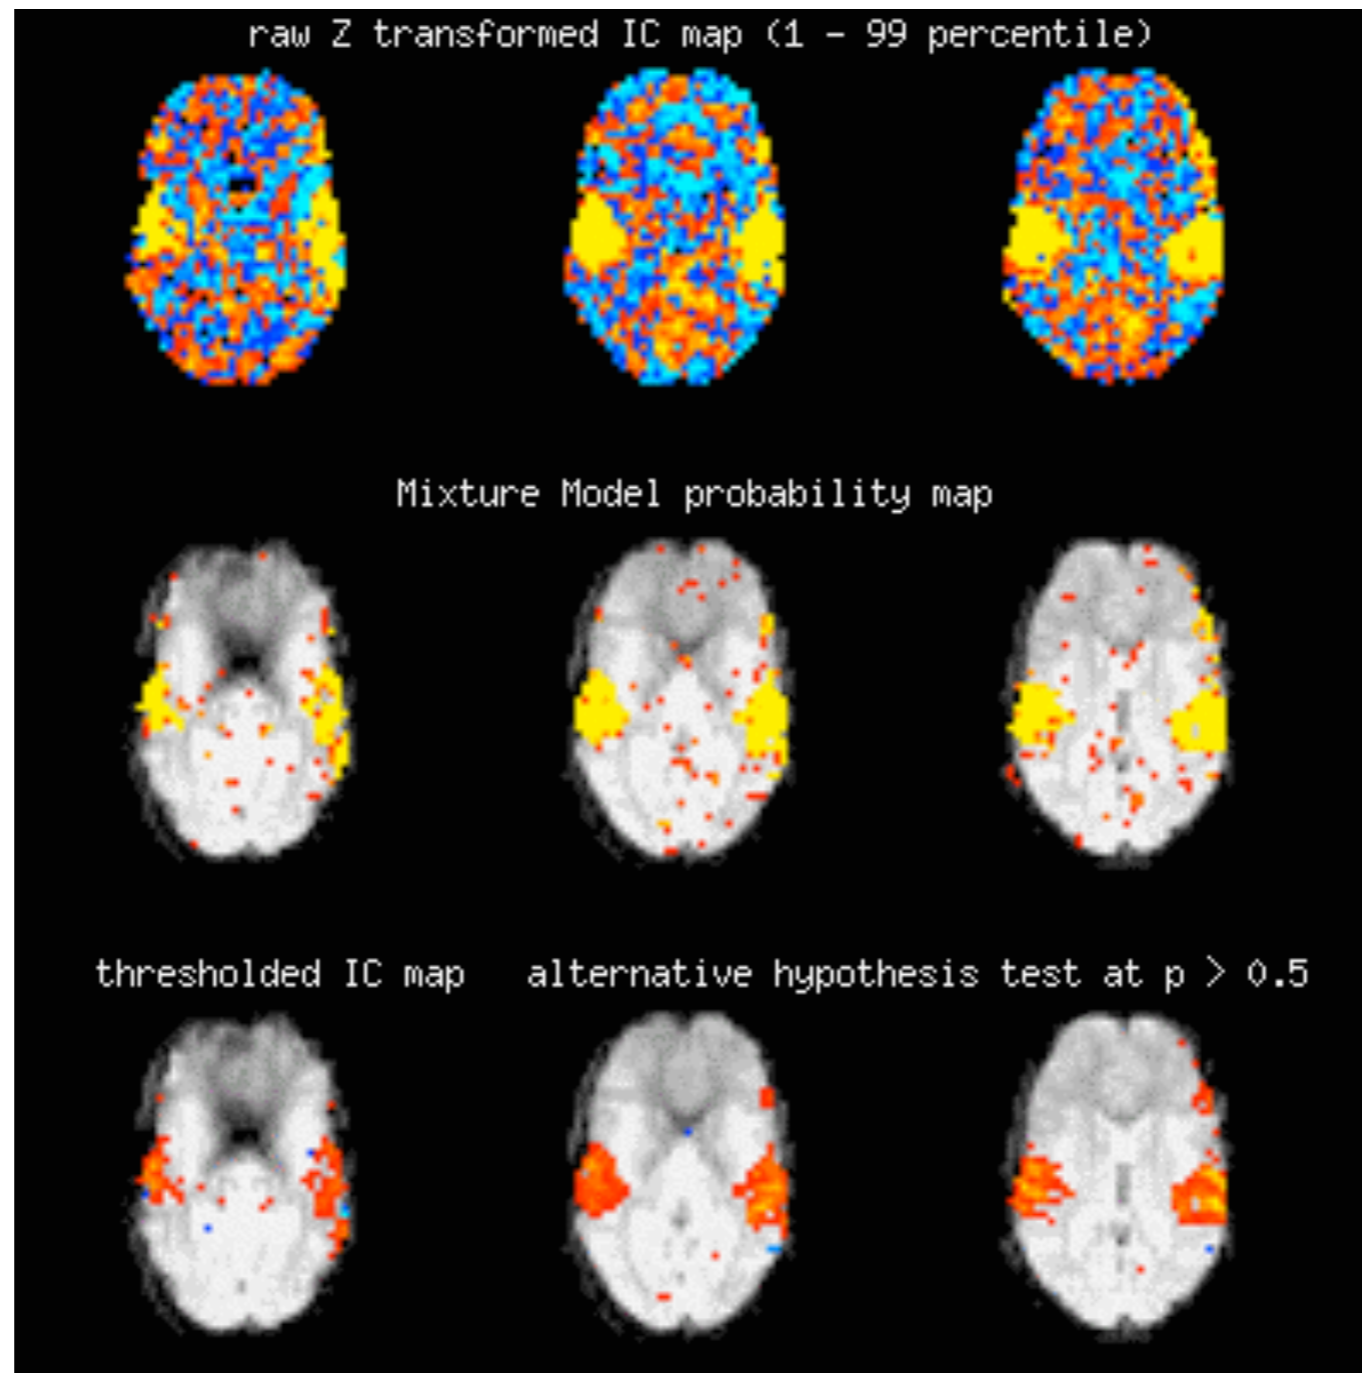 raw Z transformed IC map (1 - 99 percentile)
Mixture Model probability map
thresholded IC map   alternative hypothesis test at p > 0.5